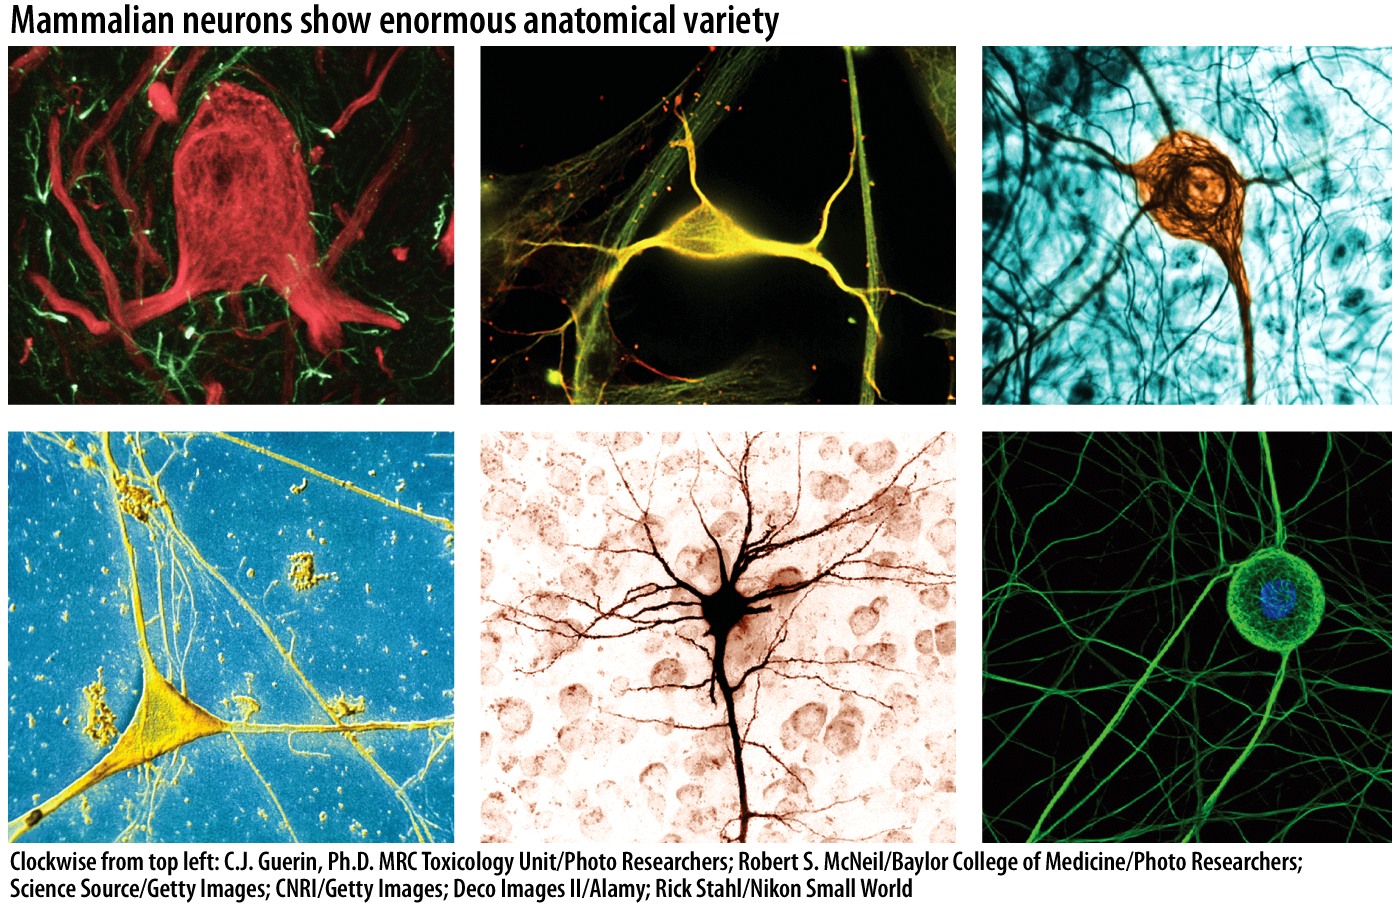 Mammalian neurons show enormous anatomical variety
Clockwise from top left: C.J. Guerin, Ph.D. MRC Toxicology Unit/Photo Researchers; Robert S. McNeil/Baylor College of Medicine/Photo Researchers;
Science Source/Getty Images; CNRI/Getty Images; Deco Images II/Alamy; Rick Stahl/Nikon Small World